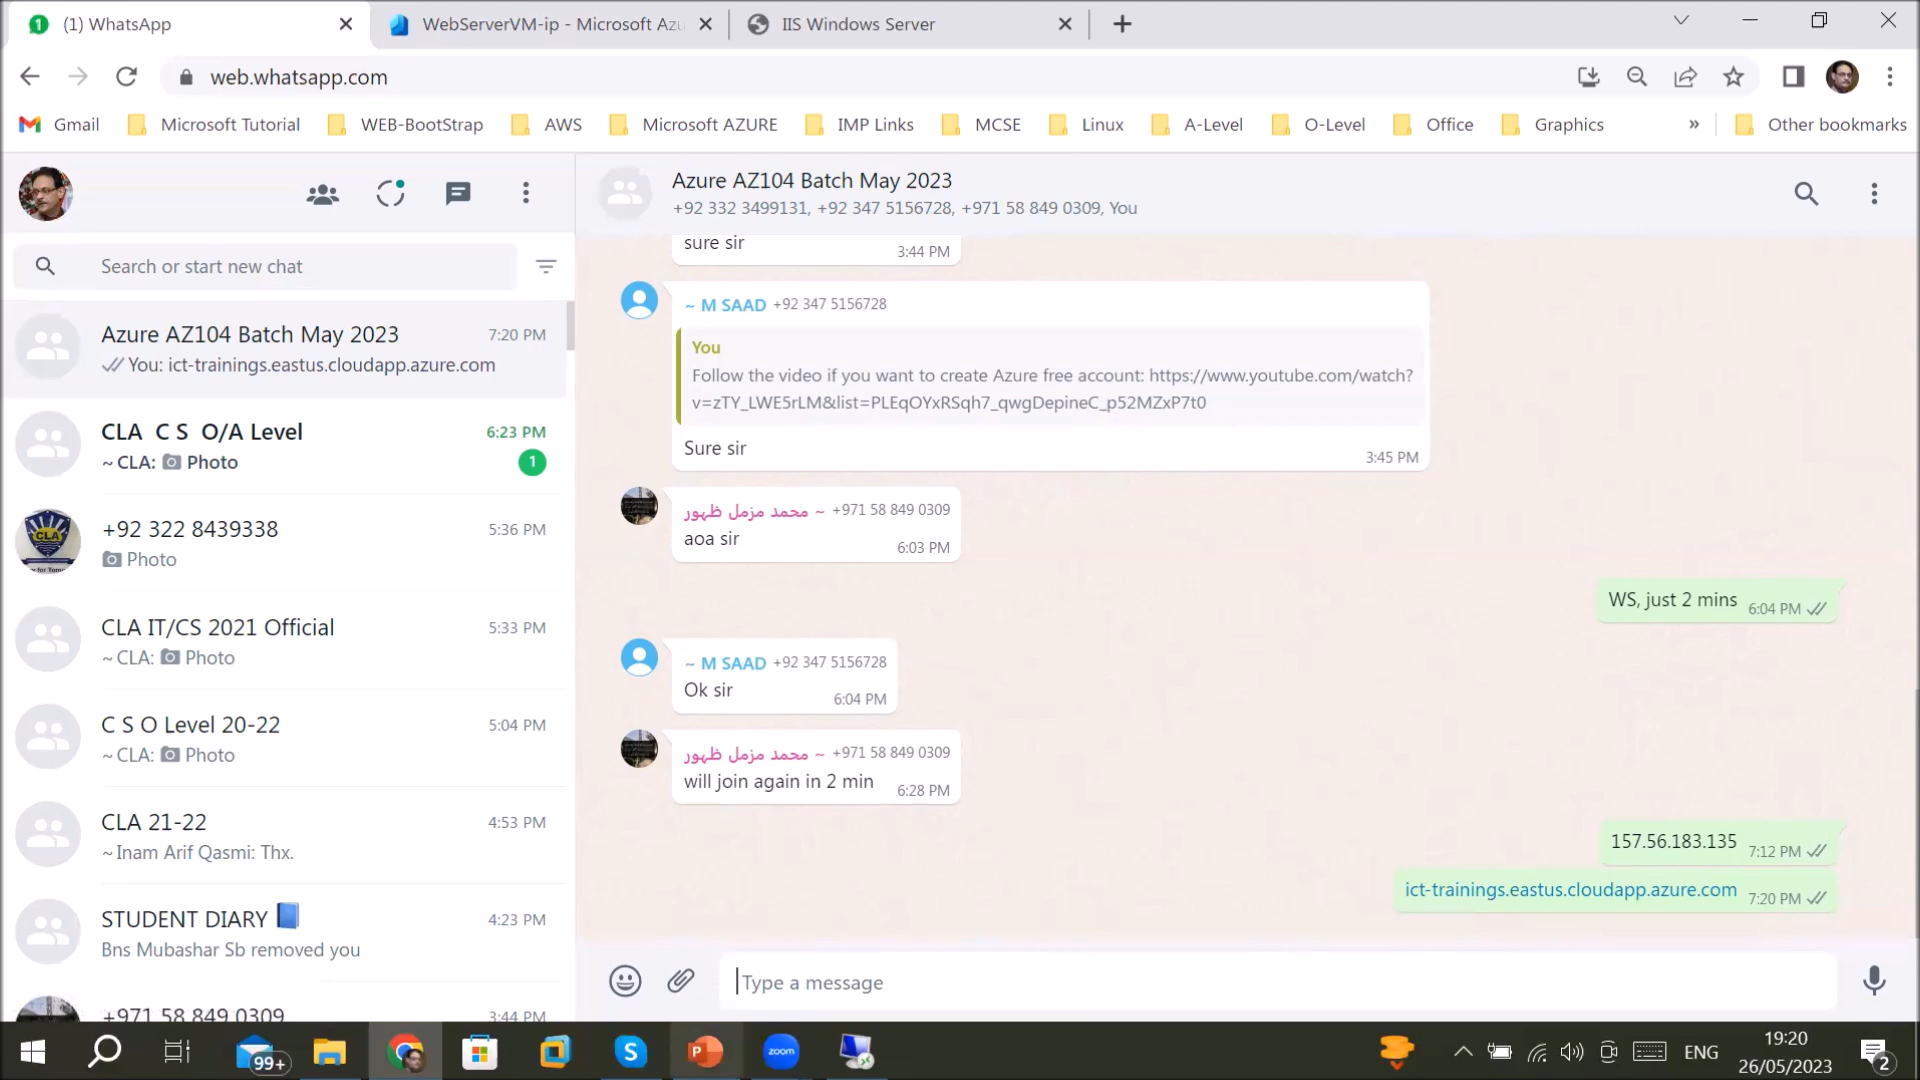 (1) WhatsApp
WebServerVM-ip - Microsoft Azu
IIS Windows Server
web.whatsapp.com
Gmail
Microsoft Tutorial
WEB-BootStrap
AWS
Microsoft AZURE
IMP Links
MCSE
Linux
A-Level
O-Level
Office
Graphics
»
Other bookmarks
Search or start new chat
Azure AZ104 Batch May 2023
7:20 PM
You: ict-trainings.eastus.cloudapp.azure.com
CLA C S O/A Level
6:23 PM
~ CLA: Photo
1
CLA
+92 322 8439338
5:36 PM
Photo
CLA IT/CS 2021 Official
5:33 PM
~ CLA: Photo
C S O Level 20-22
5:04 PM
~ CLA: Photo
CLA 21-22
4:53 PM
~ Inam Arif Qasmi: Thx.
STUDENT DIARY
4:23 PM
Bns Mubashar Sb removed you
+971 58 849 0309
3:44 PM
Azure AZ104 Batch May 2023
+92 332 3499131, +92 347 5156728, +971 58 849 0309, You
sure sir
3:44 PM
~ M SAAD +92 347 5156728
You
Follow the video if you want to create Azure free account: https://www.youtube.com/watch?
v=zTY_LWE5rLM&list=PLEqOYxRSqh7_qwgDepineC_p52MZxP7t0
Sure sir
3:45 PM
محمد مزمل ظہور ~ +971 58 849 0309
aoa sir
6:03 PM
WS, just 2 mins
6:04 PM
~ M SAAD +92 347 5156728
Ok sir
6:04 PM
محمد مزمل ظہور ~ +971 58 849 0309
will join again in 2 min
6:28 PM
157.56.183.135
7:12 PM
ict-trainings.eastus.cloudapp.azure.com
7:20 PM
Type a message
99+
zoom
ENG
19:20
26/05/2023
2